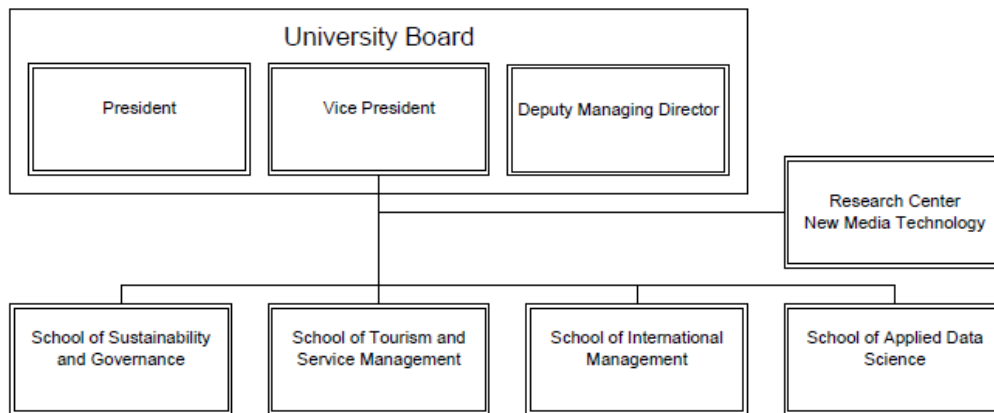 University Board
President
Vice President
Deputy Managing Director
Research Center
New Media Technology
School of Sustainability
and Governance
School of Tourism and
Service Management
School of International
Management
School of Applied Data
Science